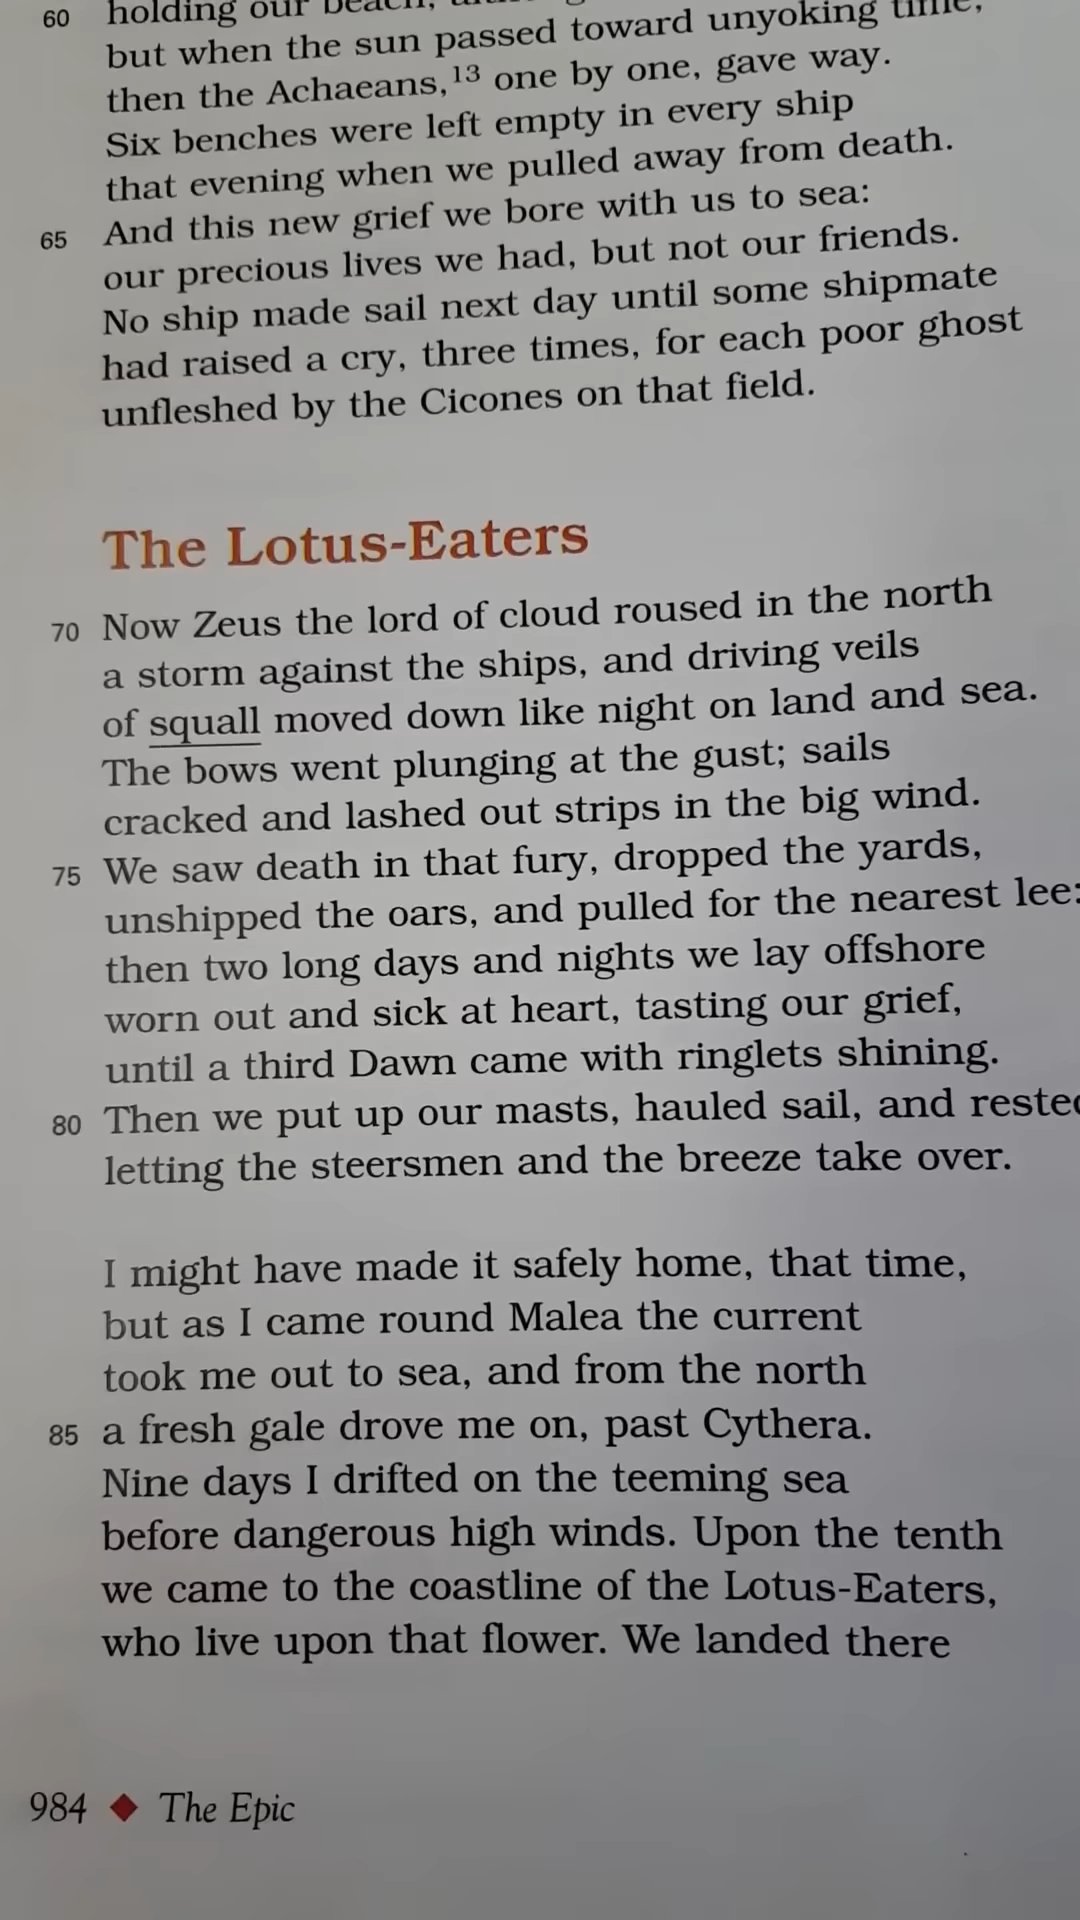 60 holding our beach,
but when the sun passed toward unyoking time,
then the Achaeans,13 one by one, gave way.
Six benches were left empty in every ship
that evening when we pulled away from death.
65 And this new grief we bore with us to sea:
our precious lives we had, but not our friends.
No ship made sail next day until some shipmate
had raised a cry, three times, for each poor ghost
unfleshed by the Cicones on that field.
The Lotus-Eaters
70 Now Zeus the lord of cloud roused in the north
a storm against the ships, and driving veils
of squall moved down like night on land and sea.
The bows went plunging at the gust; sails
cracked and lashed out strips in the big wind.
75 We saw death in that fury, dropped the yards,
unshipped the oars, and pulled for the nearest lee:
then two long days and nights we lay offshore
worn out and sick at heart, tasting our grief,
until a third Dawn came with ringlets shining.
80 Then we put up our masts, hauled sail, and rested
letting the steersmen and the breeze take over.
I might have made it safely home, that time,
but as I came round Malea the current
took me out to sea, and from the north
85 a fresh gale drove me on, past Cythera.
Nine days I drifted on the teeming sea
before dangerous high winds. Upon the tenth
we came to the coastline of the Lotus-Eaters,
who live upon that flower. We landed there
984 ◆ The Epic